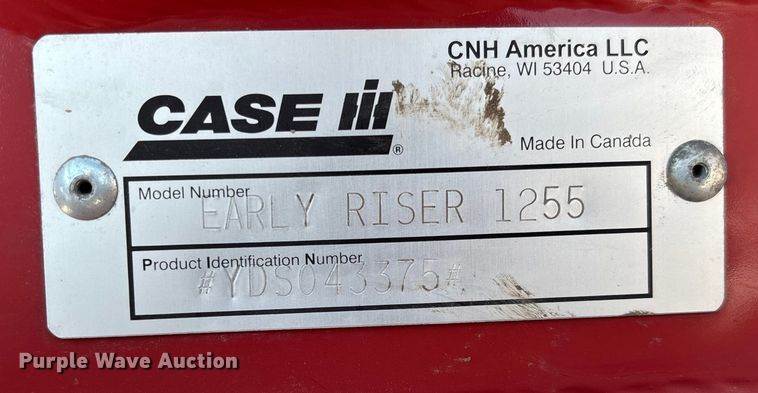 CNH America LLC
Racine, WI 53404 U.S.A.
CASE IH
®
Made In Canada
Model Number
EARLY RISER 1255
Product Identification Number
#YDS043375#
Purple Wave Auction